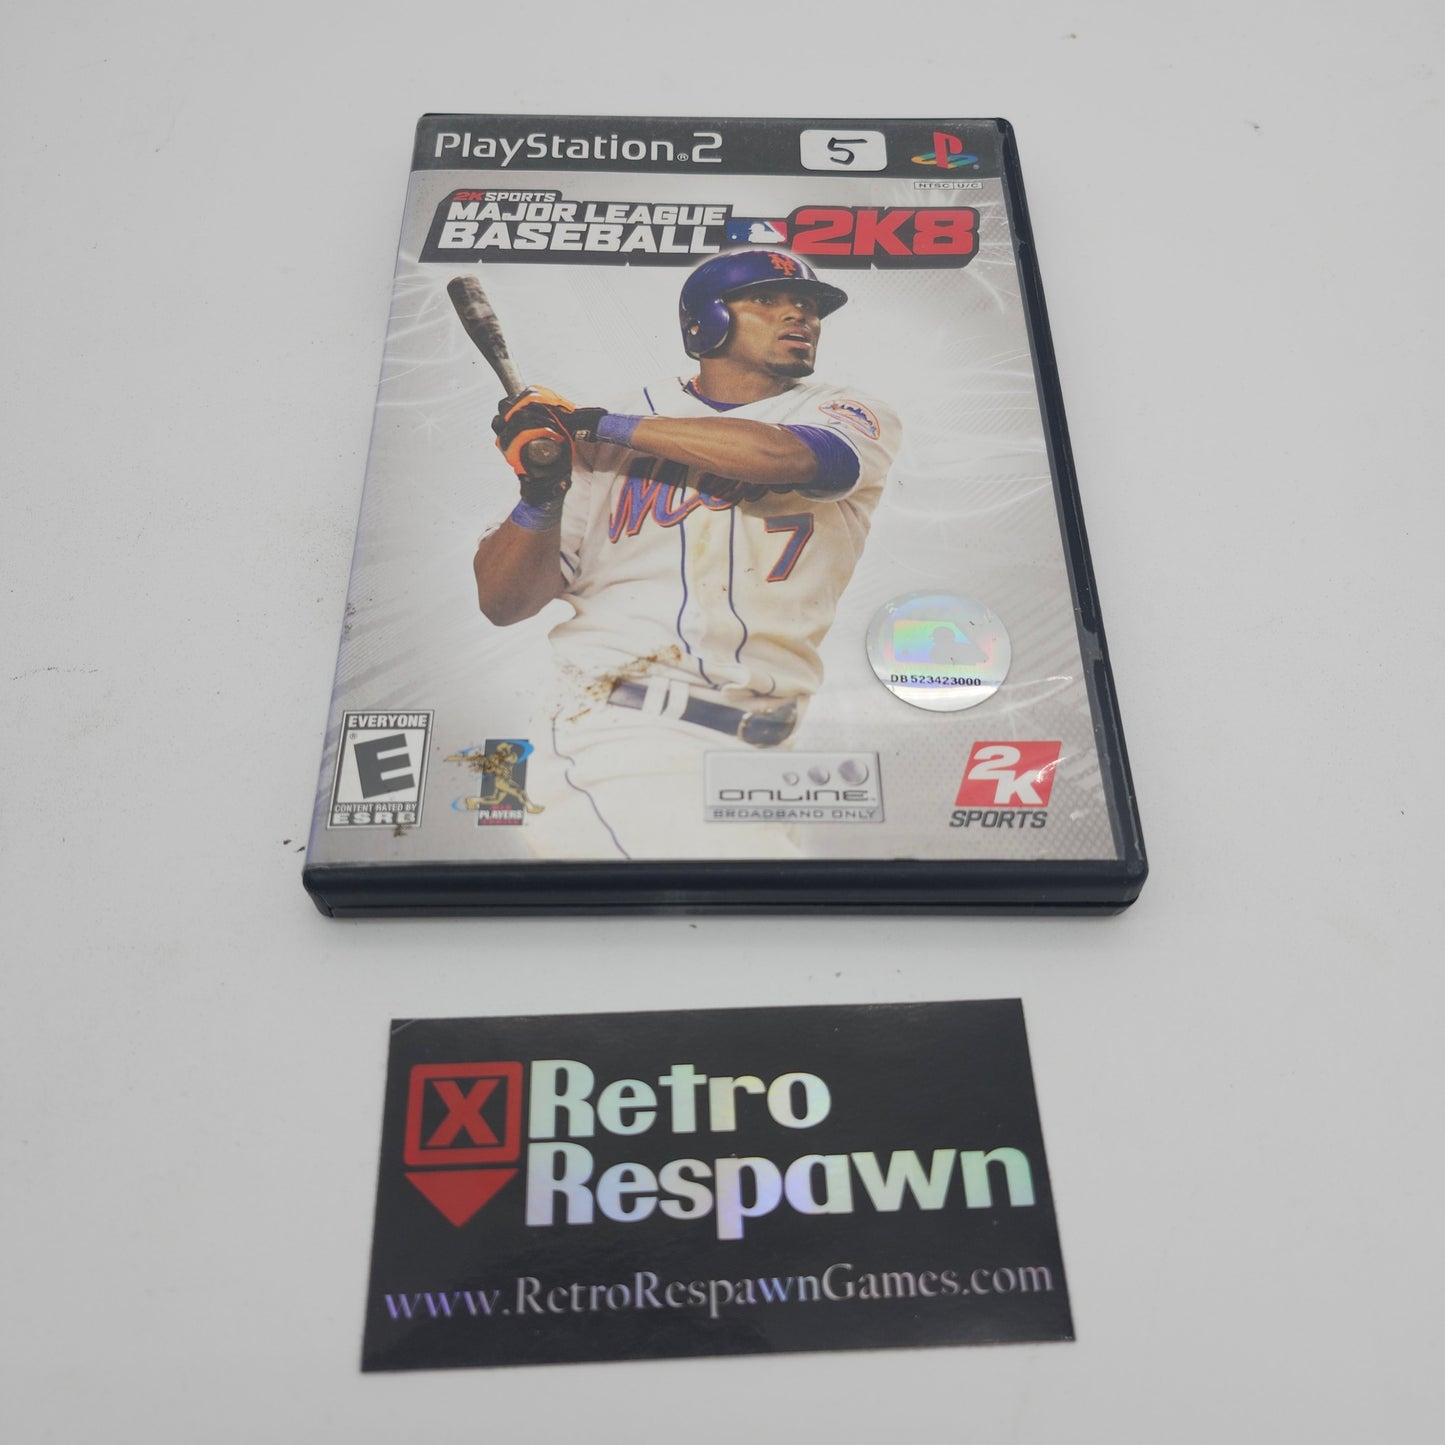 PlayStation®2
5
NTSC U/C
2K SPORTS
MAJOR LEAGUE
BASEBALL 2K8
7
DB 523423000
EVERYONE
E
CONTENT RATED BY
ESRB
PLAYERS
ONLINE
BROADBAND ONLY
2K
SPORTS
X Retro
Respawn
www.RetroRespawnGames.com